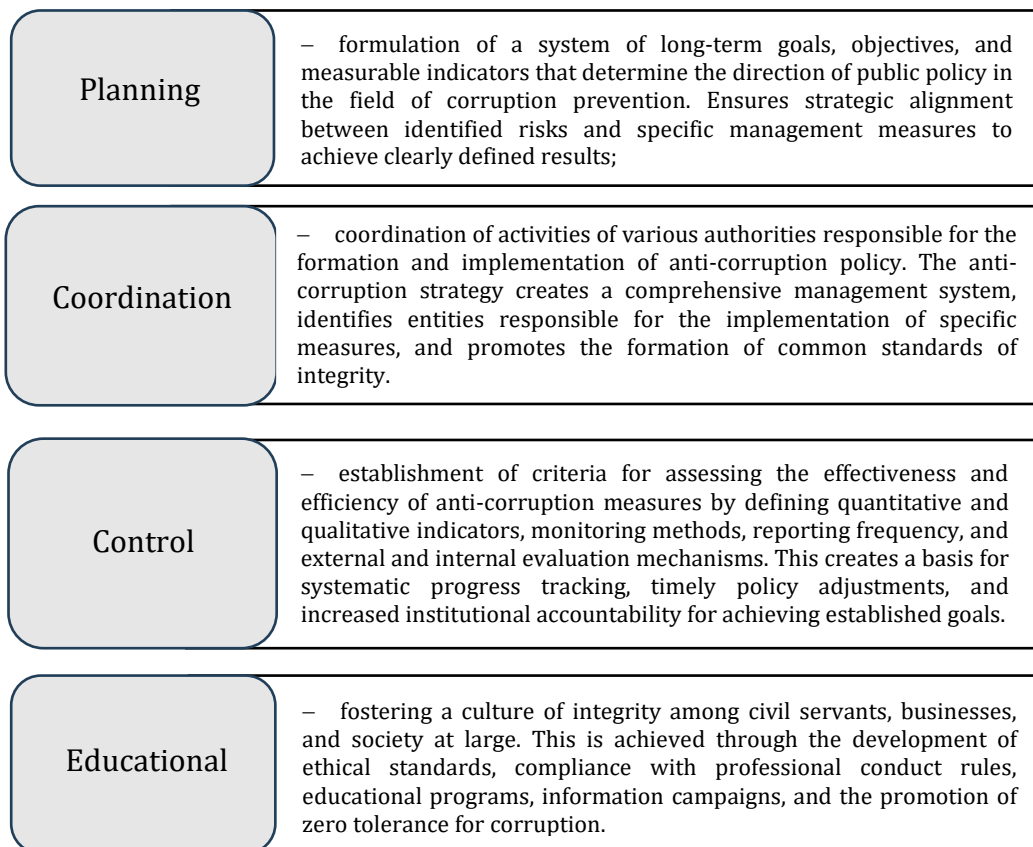 Planning
– formulation of a system of long-term goals, objectives, and
measurable indicators that determine the direction of public policy in
the field of corruption prevention. Ensures strategic alignment
between identified risks and specific management measures to
achieve clearly defined results;
Coordination
– coordination of activities of various authorities responsible for the
formation and implementation of anti-corruption policy. The anti-
corruption strategy creates a comprehensive management system,
identifies entities responsible for the implementation of specific
measures, and promotes the formation of common standards of
integrity.
Control
– establishment of criteria for assessing the effectiveness and
efficiency of anti-corruption measures by defining quantitative and
qualitative indicators, monitoring methods, reporting frequency, and
external and internal evaluation mechanisms. This creates a basis for
systematic progress tracking, timely policy adjustments, and
increased institutional accountability for achieving established goals.
Educational
– fostering a culture of integrity among civil servants, businesses,
and society at large. This is achieved through the development of
ethical standards, compliance with professional conduct rules,
educational programs, information campaigns, and the promotion of
zero tolerance for corruption.